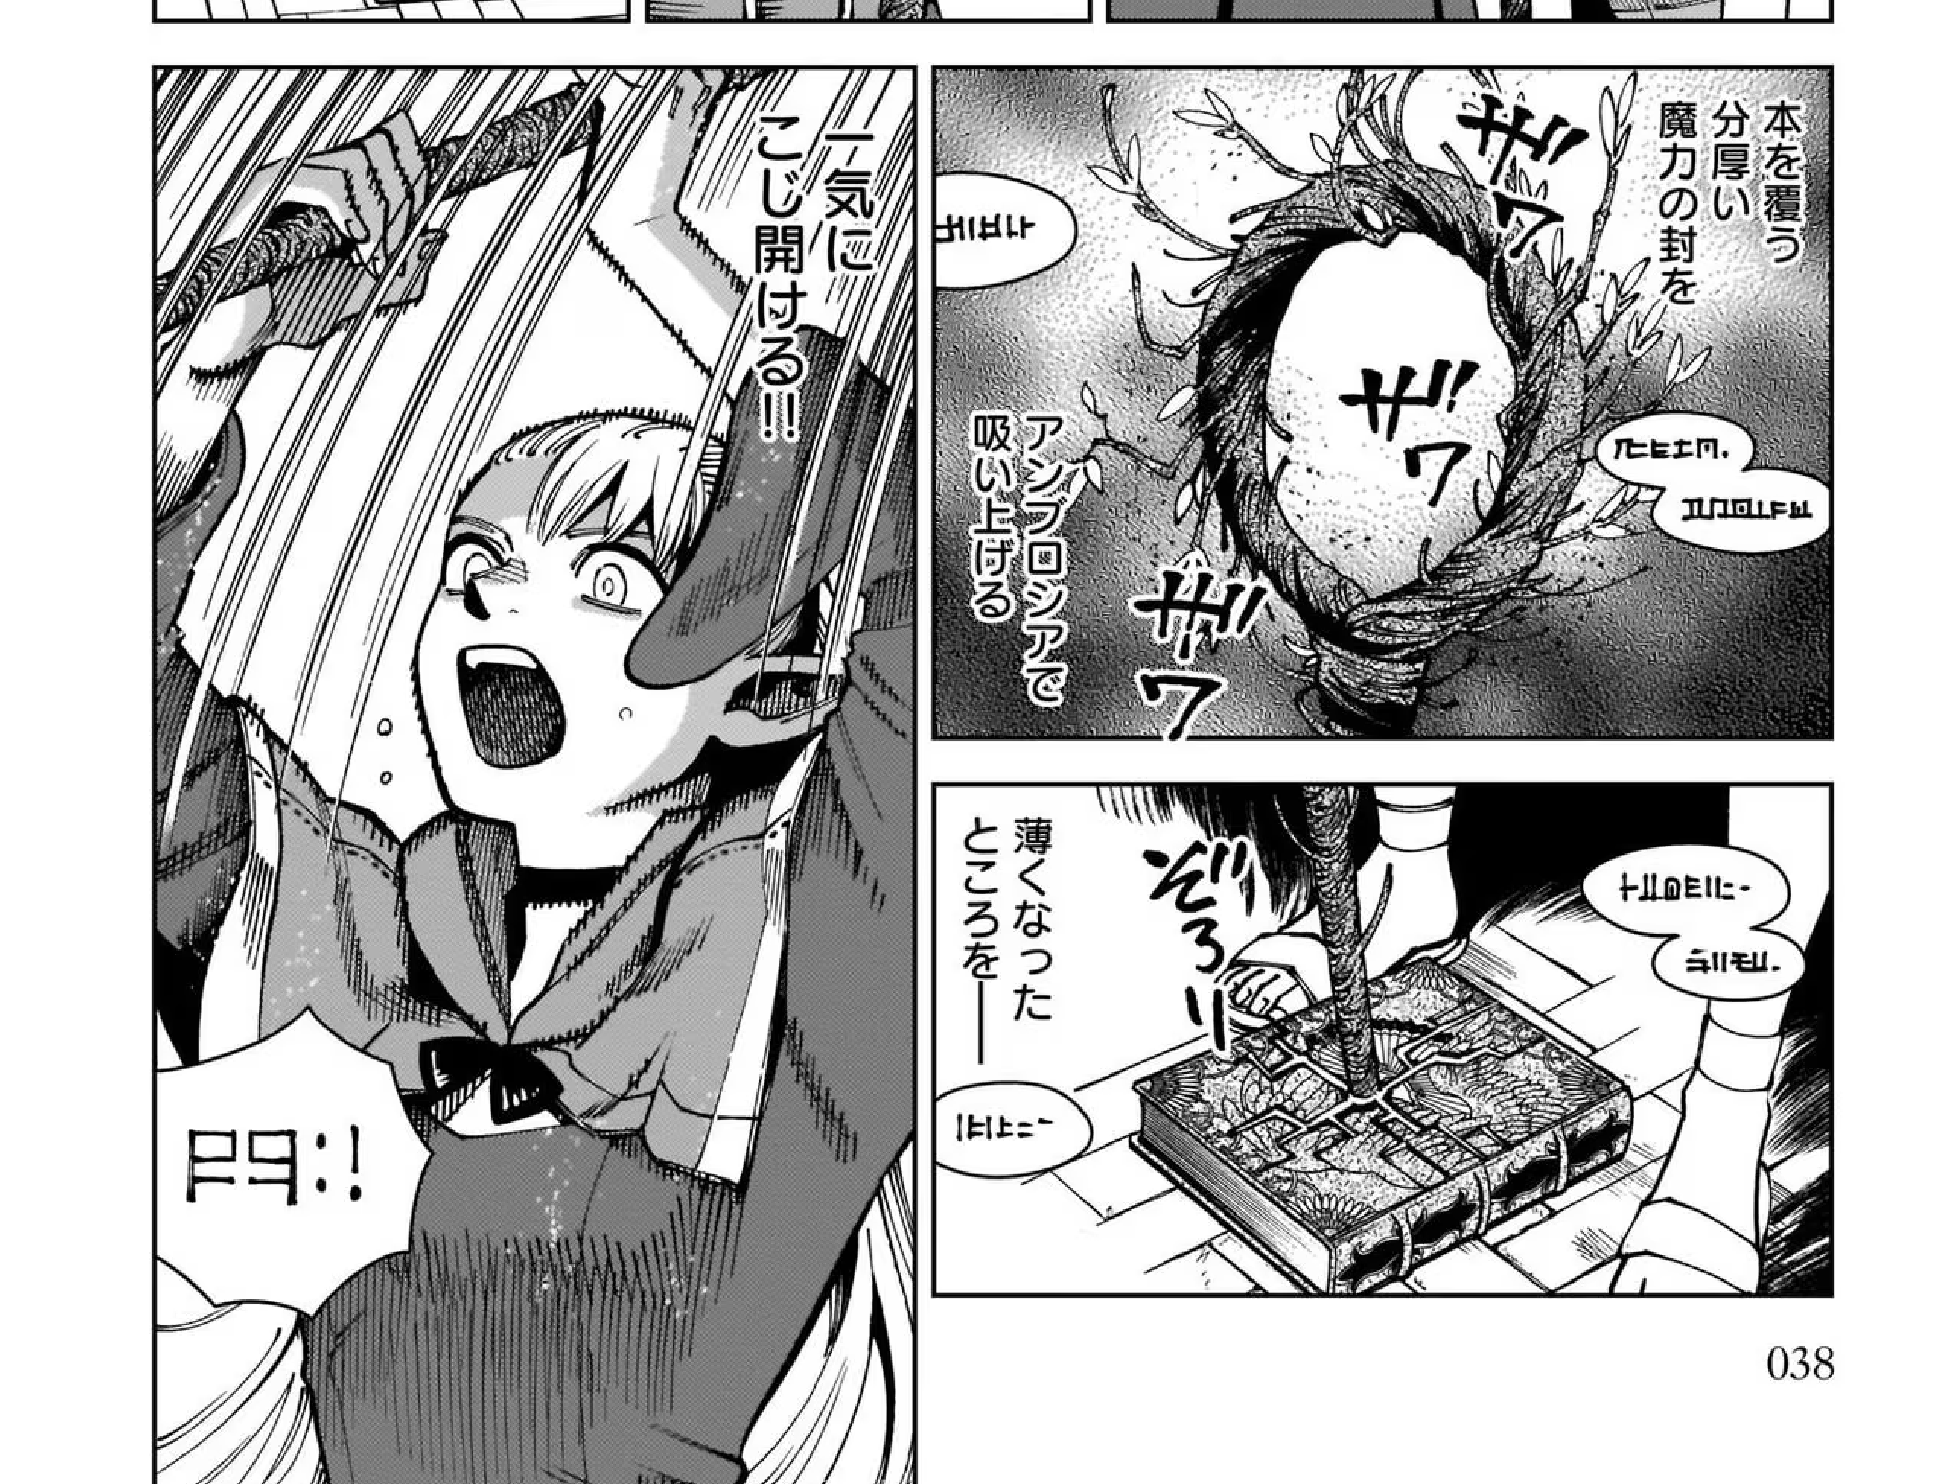 本を覆う
分厚い
魔力の封を
ザワ
ザワ
ザワ
アンブロシアで
吸い上げる
薄くなった
ところを──
ぞろり
一気に
こじ開ける!!
038